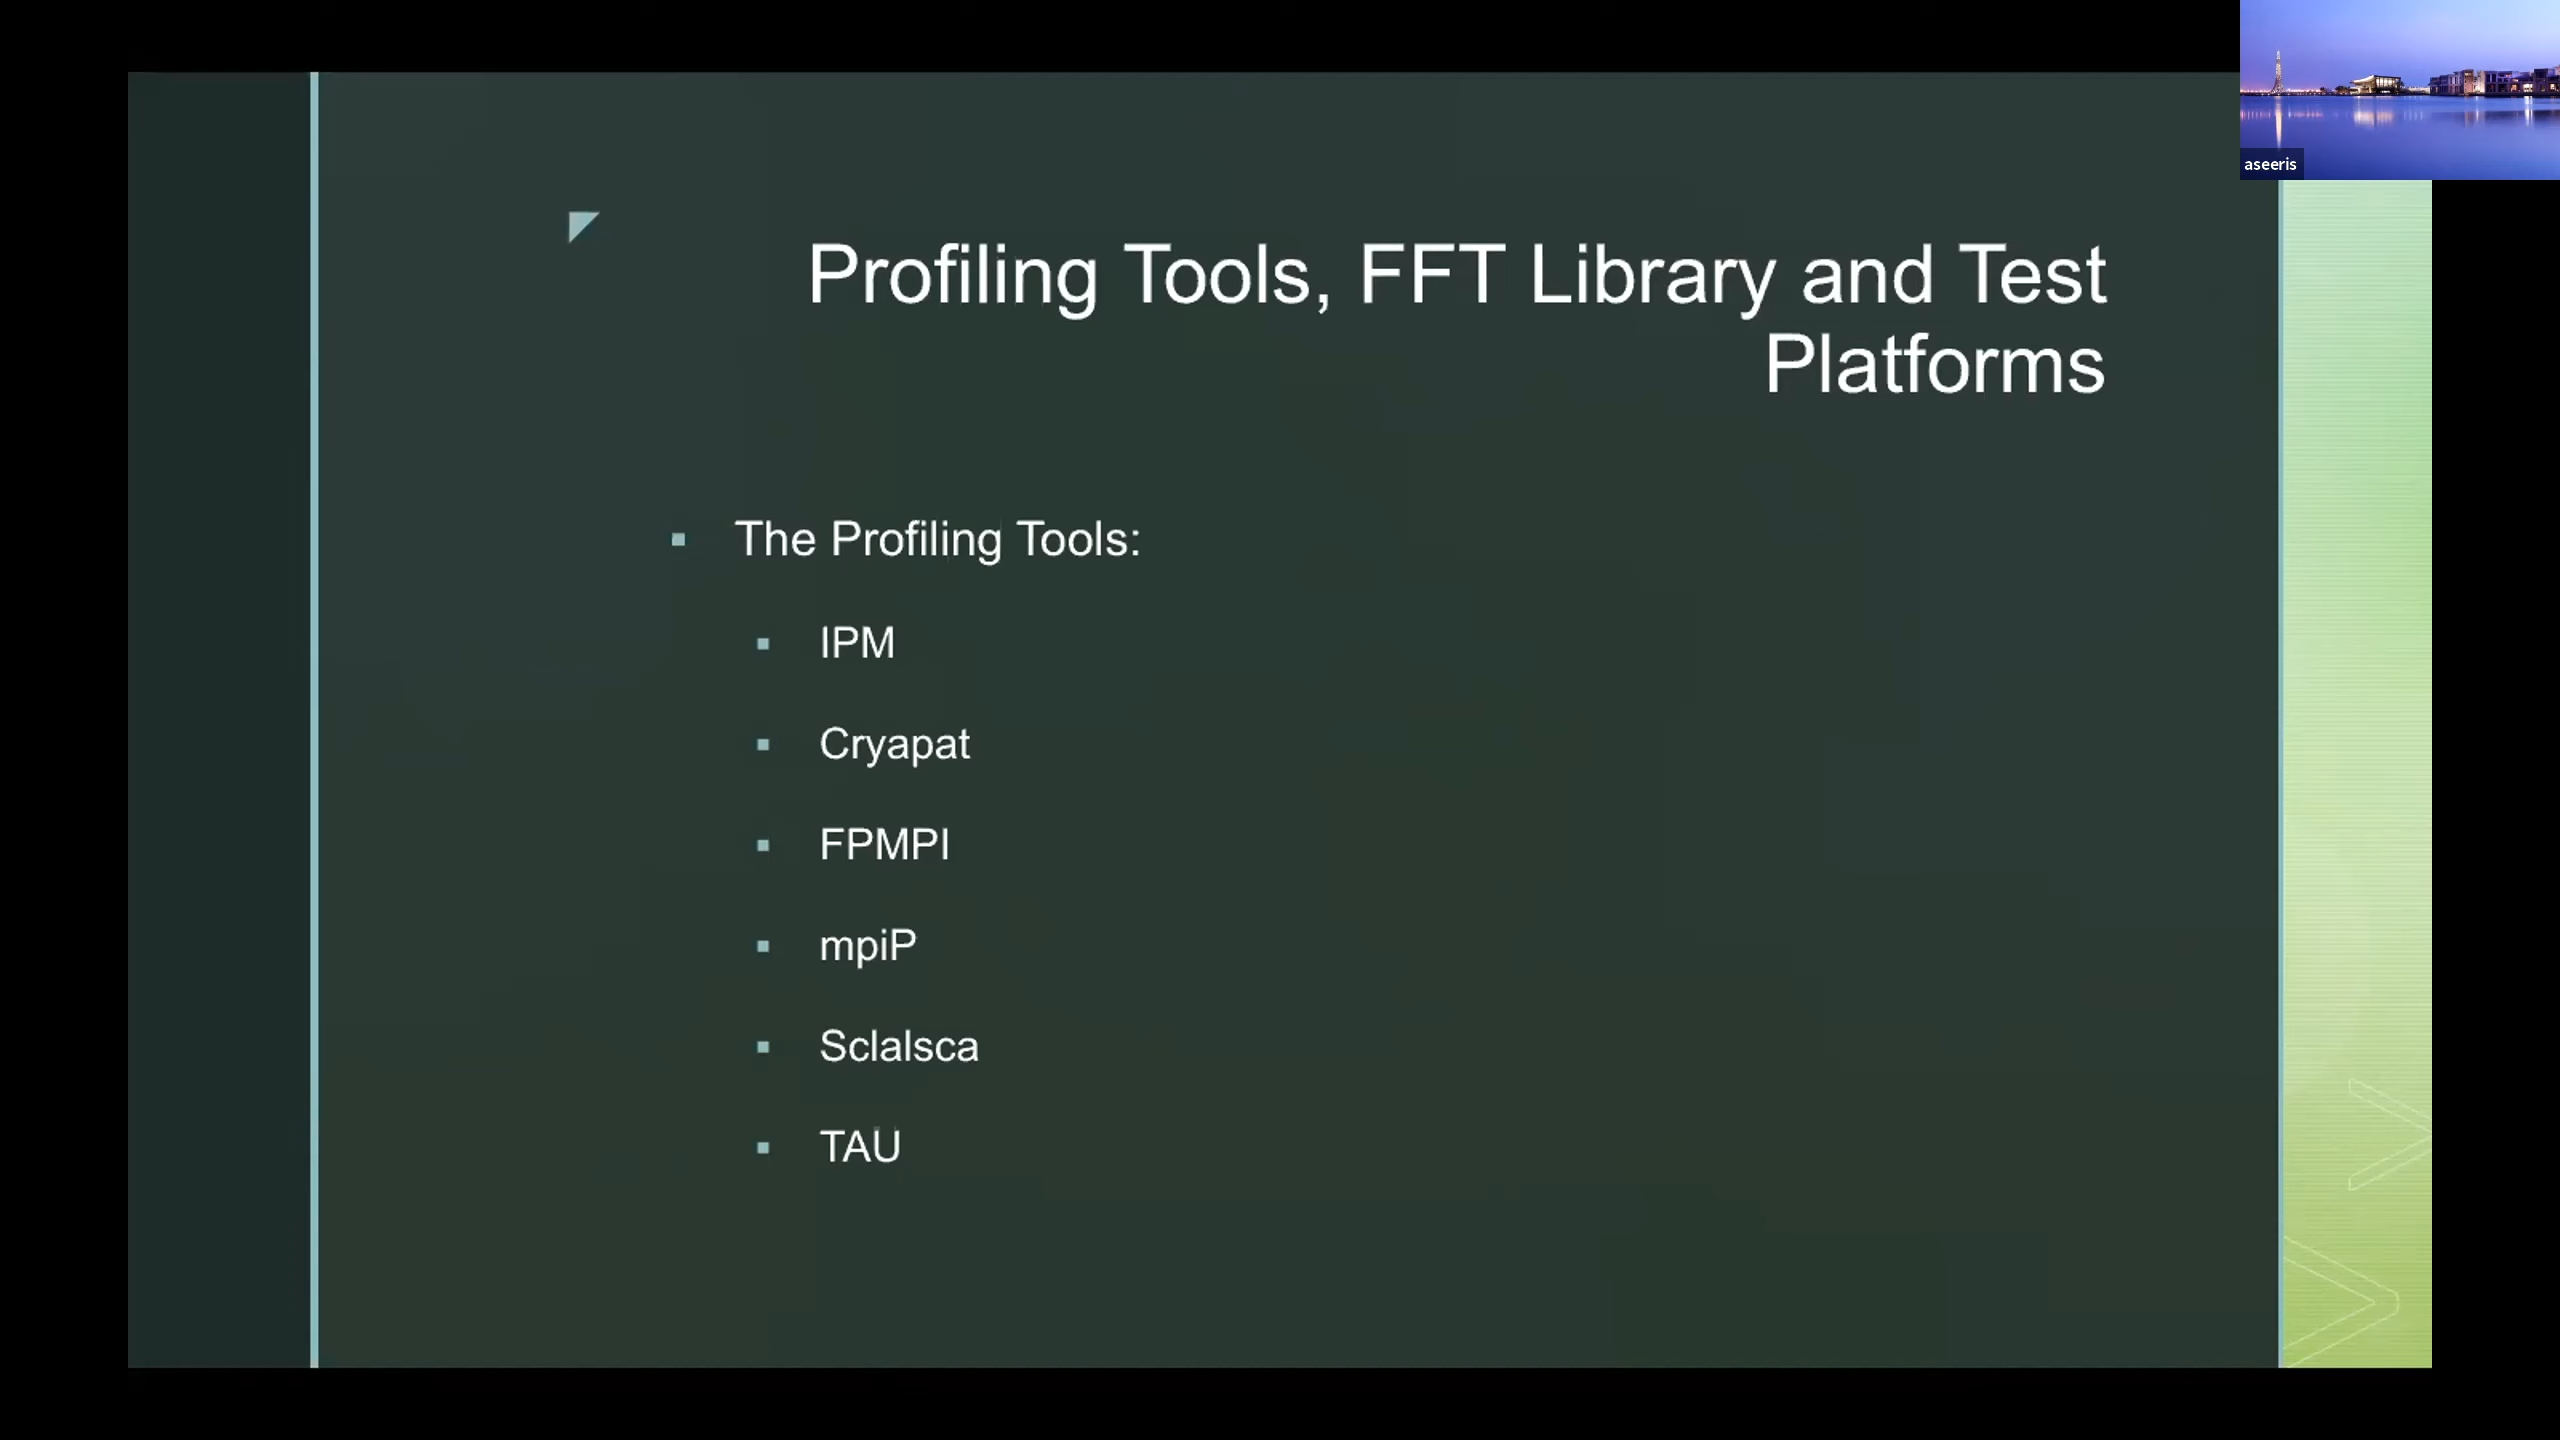 Profiling Tools, FFT Library and Test
Platforms
The Profiling Tools:
IPM
Cryapat
FPMPI
mpiP
Sclalsca
TAU
aseeris